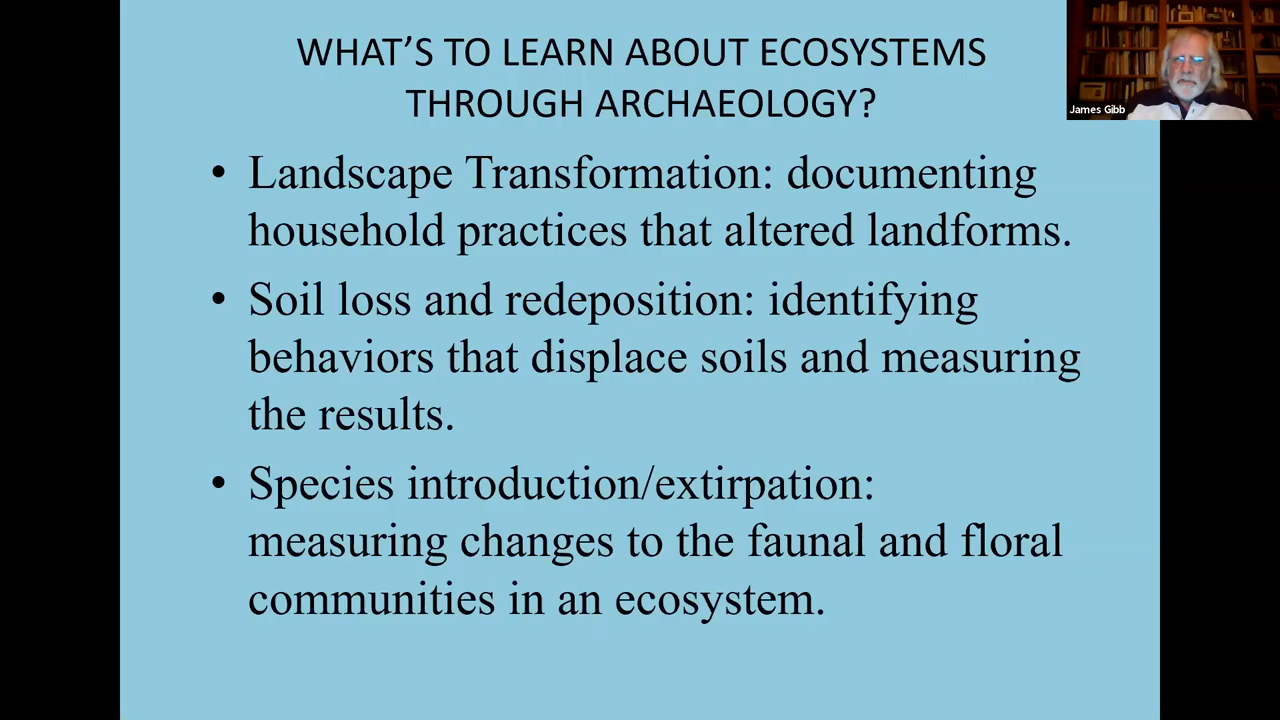 WHAT’S TO LEARN ABOUT ECOSYSTEMS
THROUGH ARCHAEOLOGY?
James Gibb
• Landscape Transformation: documenting
household practices that altered landforms.
• Soil loss and redeposition: identifying
behaviors that displace soils and measuring
the results.
• Species introduction/extirpation:
measuring changes to the faunal and floral
communities in an ecosystem.